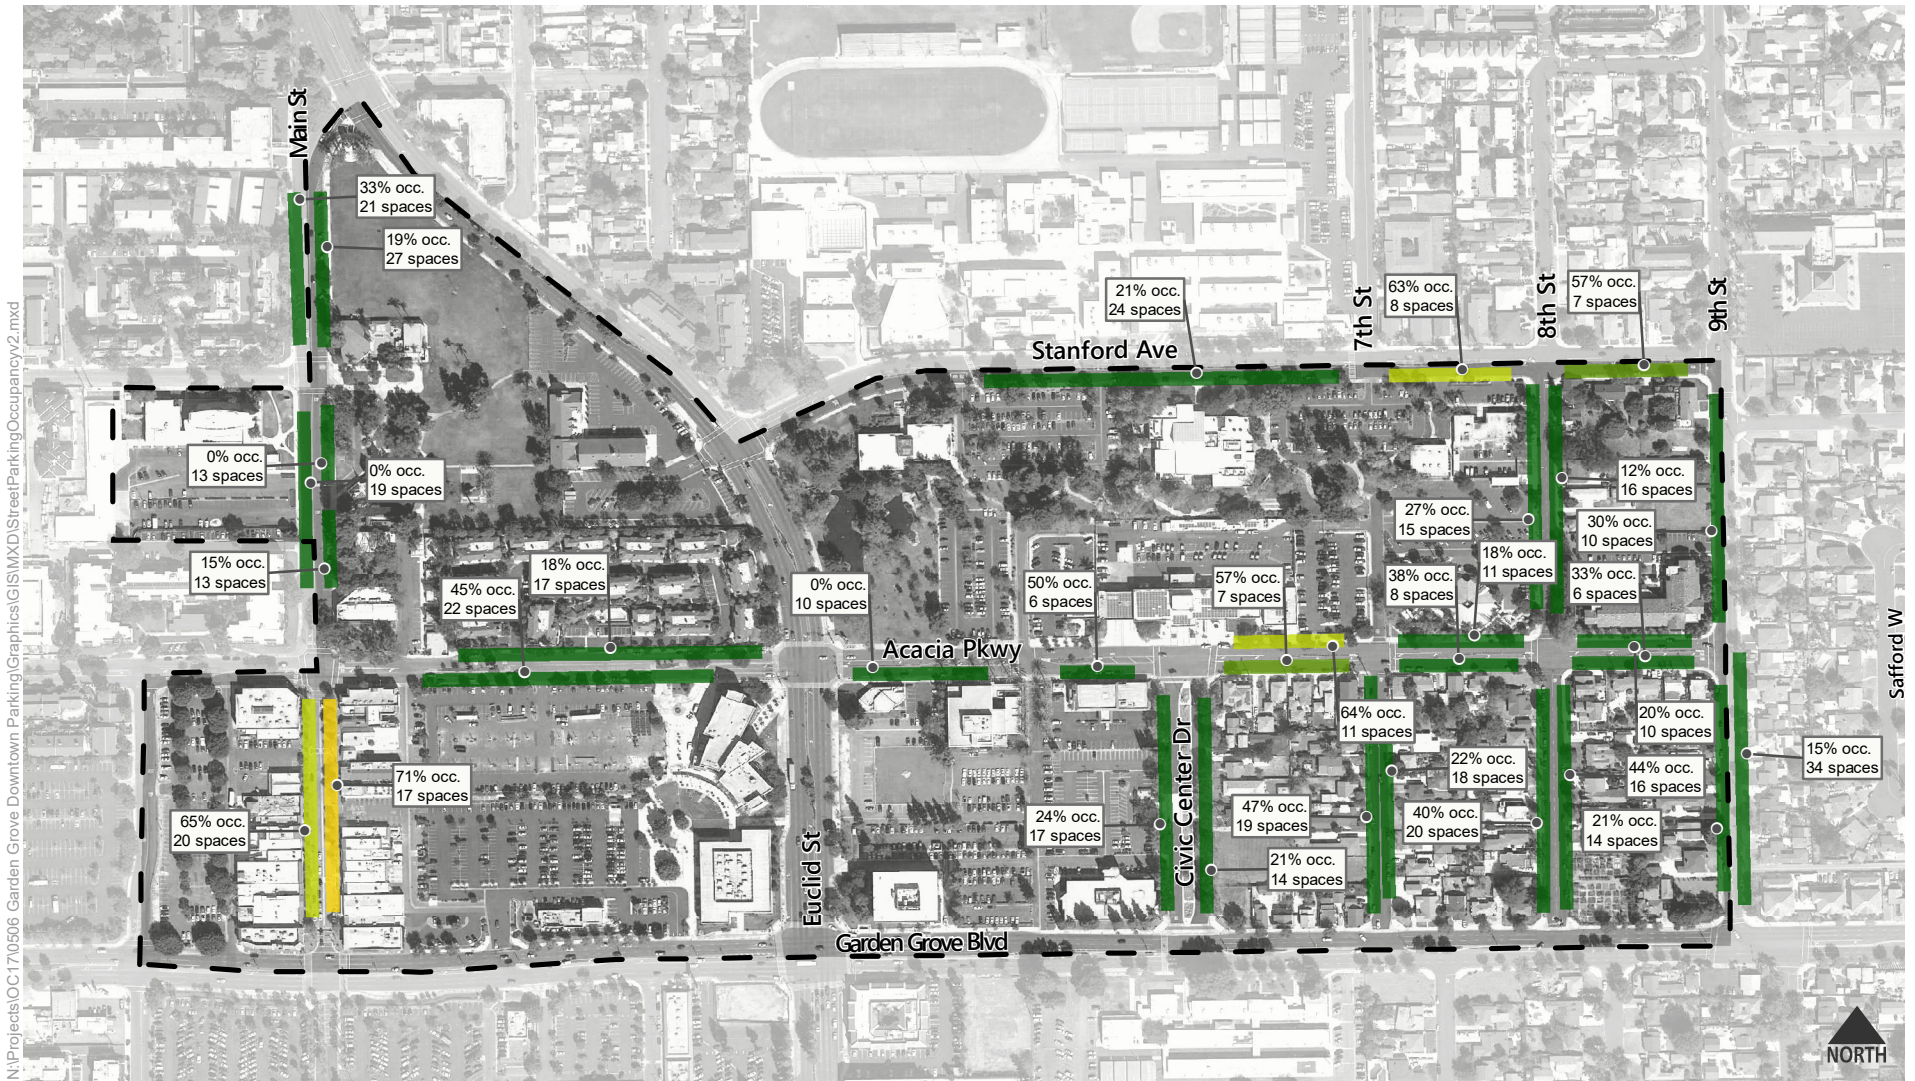 Main St
33% occ.
21 spaces
19% occ.
27 spaces
21% occ.
24 spaces
63% occ.
8 spaces
57% occ.
7 spaces
7th St
8th St
9th St
Stanford Ave
0% occ.
13 spaces
0% occ.
19 spaces
12% occ.
16 spaces
27% occ.
15 spaces
30% occ.
10 spaces
15% occ.
13 spaces
18% occ.
17 spaces
45% occ.
22 spaces
0% occ.
10 spaces
50% occ.
6 spaces
57% occ.
7 spaces
38% occ.
8 spaces
18% occ.
11 spaces
33% occ.
6 spaces
Acacia Pkwy
Safford W
64% occ.
11 spaces
20% occ.
10 spaces
71% occ.
17 spaces
65% occ.
20 spaces
Euclid St
24% occ.
17 spaces
Civic Center Dr
47% occ.
19 spaces
21% occ.
14 spaces
22% occ.
18 spaces
40% occ.
20 spaces
44% occ.
16 spaces
21% occ.
14 spaces
15% occ.
34 spaces
Garden Grove Blvd
NORTH
N:\Projects\OC17\0506 Garden Grove Downtown Parking\Graphics\GIS\MXD\StreetParkingOccupancyv2.mxd